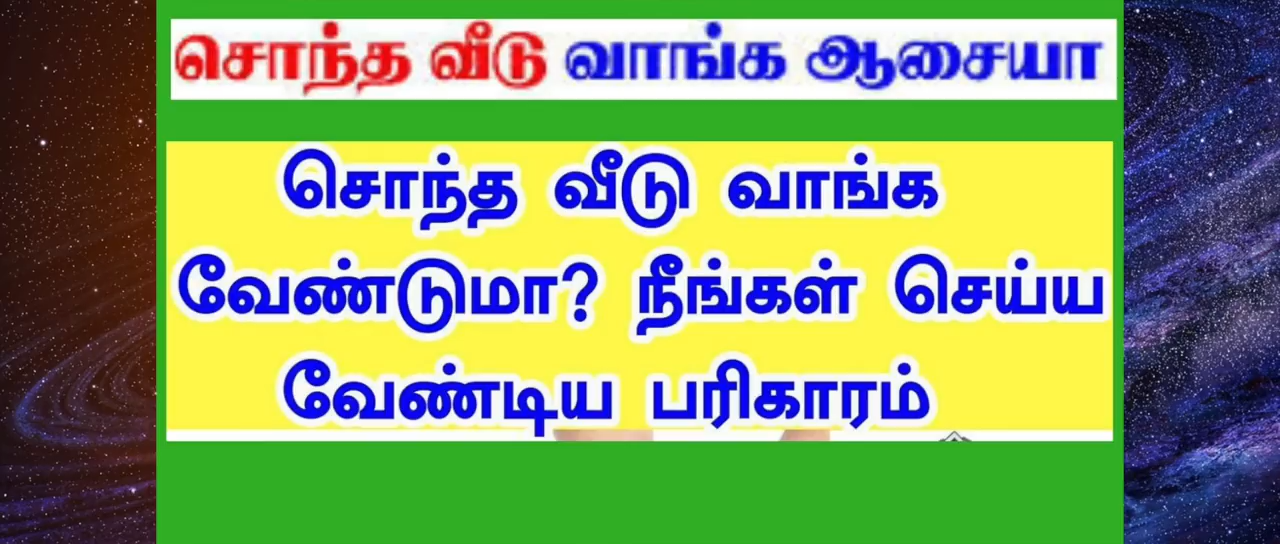 சொந்த வீடு வாங்க ஆசையா
சொந்த வீடு வாங்க
வேண்டுமா? நீங்கள் செய்ய
வேண்டிய பரிகாரம்